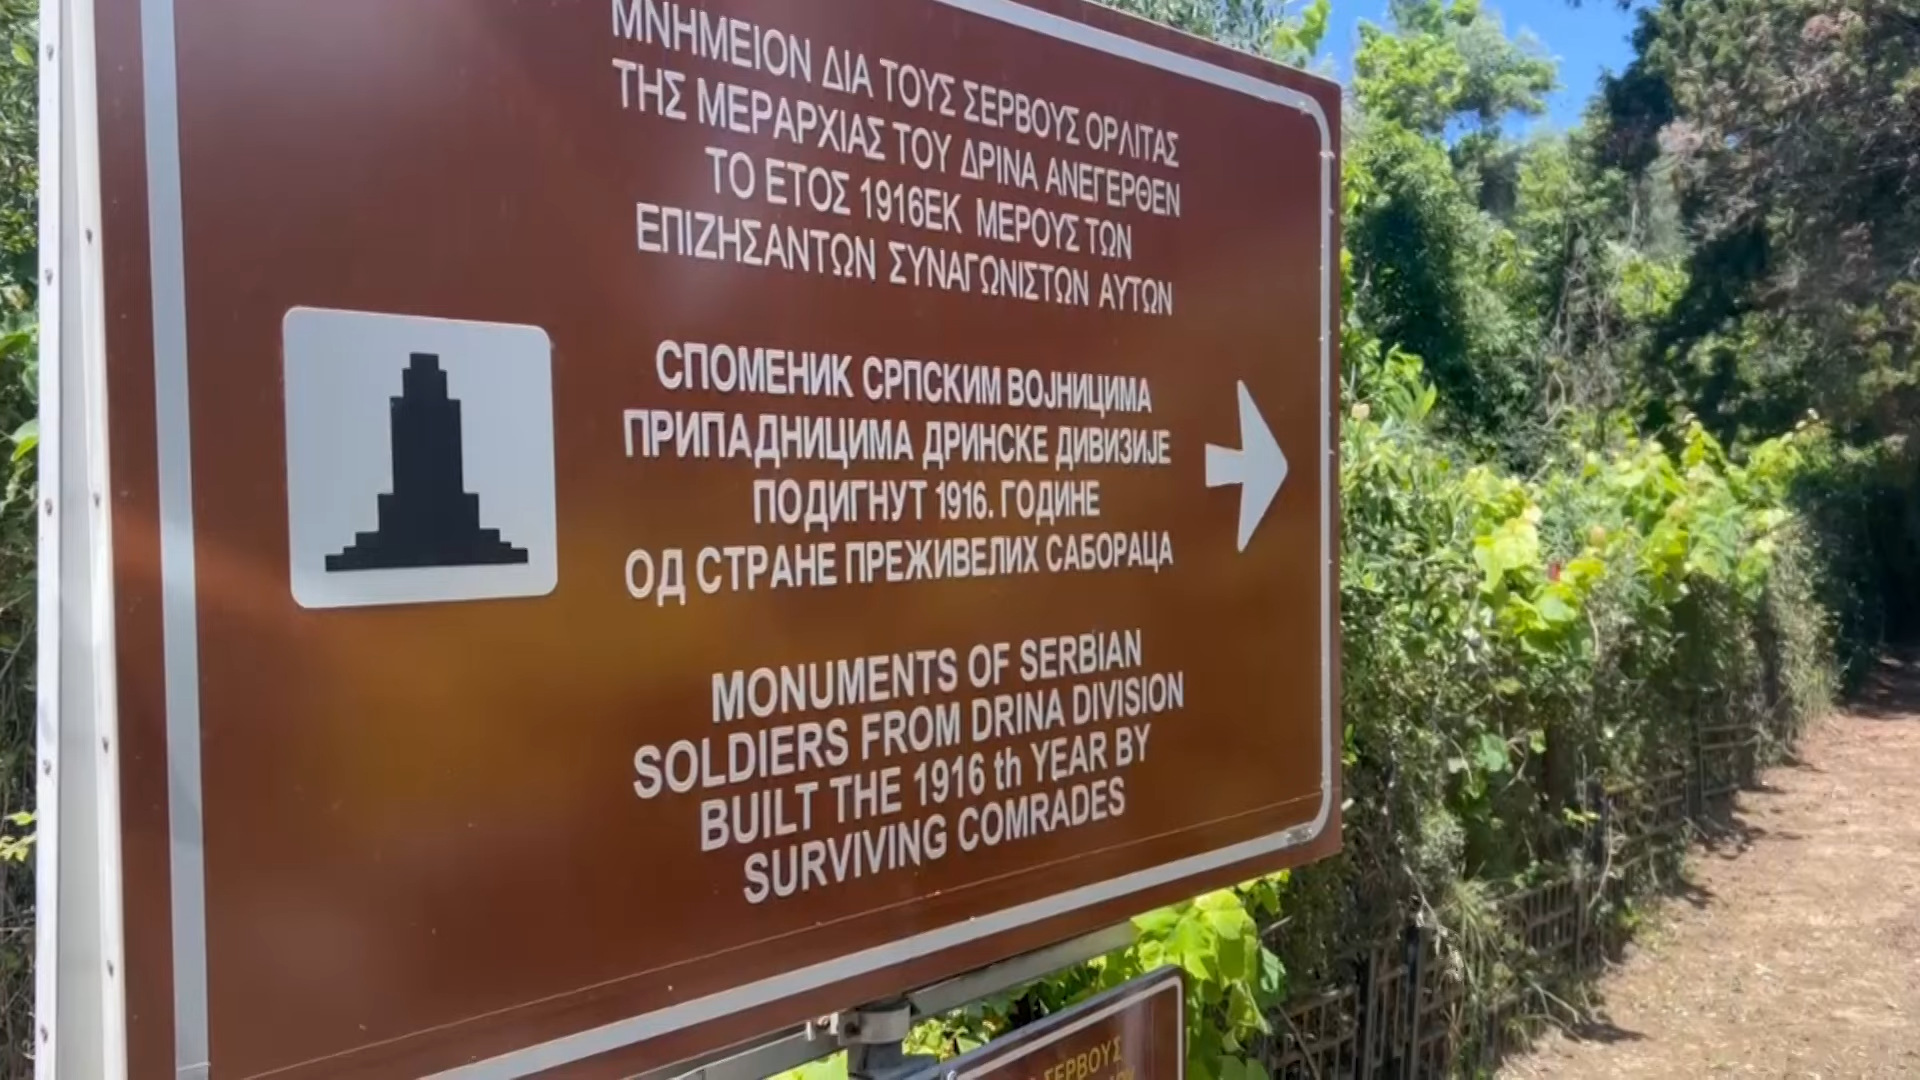 ΜΝΗΜΕΙΟΝ ΔΙΑ ΤΟΥΣ ΣΕΡΒΟΥΣ ΟΡΛΙΤΑΣ
ΤΗΣ ΜΕΡΑΡΧΙΑΣ ΤΟΥ ΔΡΙΝΑ ΑΝΕΓΕΡΘΕΝ
ΤΟ ΕΤΟΣ 1916ΕΚ ΜΕΡΟΥΣ ΤΩΝ
ΕΠΙΖΗΣΑΝΤΩΝ ΣΥΝΑΓΩΝΙΣΤΩΝ ΑΥΤΩΝ
СПОМЕНИК СРПСКИМ ВОЈНИЦИМА
ПРИПАДНИЦИМА ДРИНСКЕ ДИВИЗИЈЕ
ПОДИГНУТ 1916. ГОДИНЕ
ОД СТРАНЕ ПРЕЖИВЕЛИХ САБОРАЦА
MONUMENTS OF SERBIAN
SOLDIERS FROM DRINA DIVISION
BUILT THE 1916 th YEAR BY
SURVIVING COMRADES
ΣΕΡΒΟΥΣ